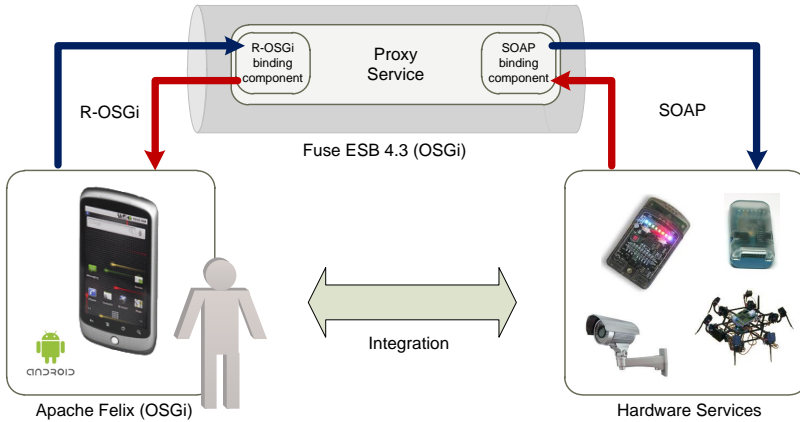 R-OSGi
binding
component
Proxy
Service
SOAP
binding
component
R-OSGi
SOAP
Fuse ESB 4.3 (OSGi)
Integration
ANDROID
Apache Felix (OSGi)
Hardware Services